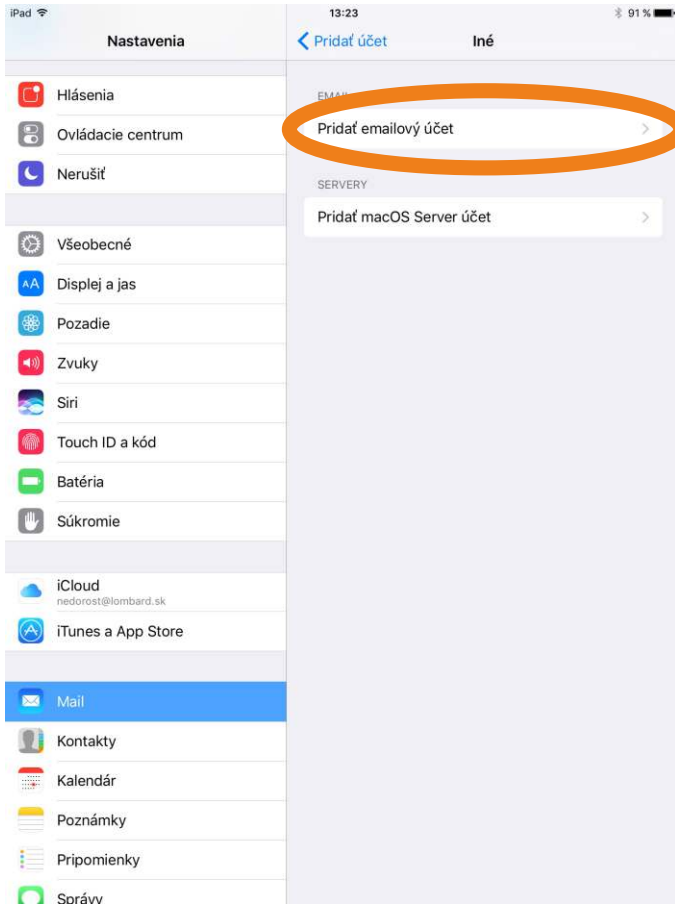 iPad 13:23 91 %
Nastavenia
Hlásenia
Ovládacie centrum
Nerušiť
Všeobecné
AA Displej a jas
Pozadie
Zvuky
Siri
Touch ID a kód
Batéria
Súkromie
iCloud
nedorost@lombard.sk
iTunes a App Store
Mail
Kontakty
Kalendár
Poznámky
Pripomienky
Správy
Pridať účet Iné
Pridať emailový účet
SERVERY
Pridať macOS Server účet